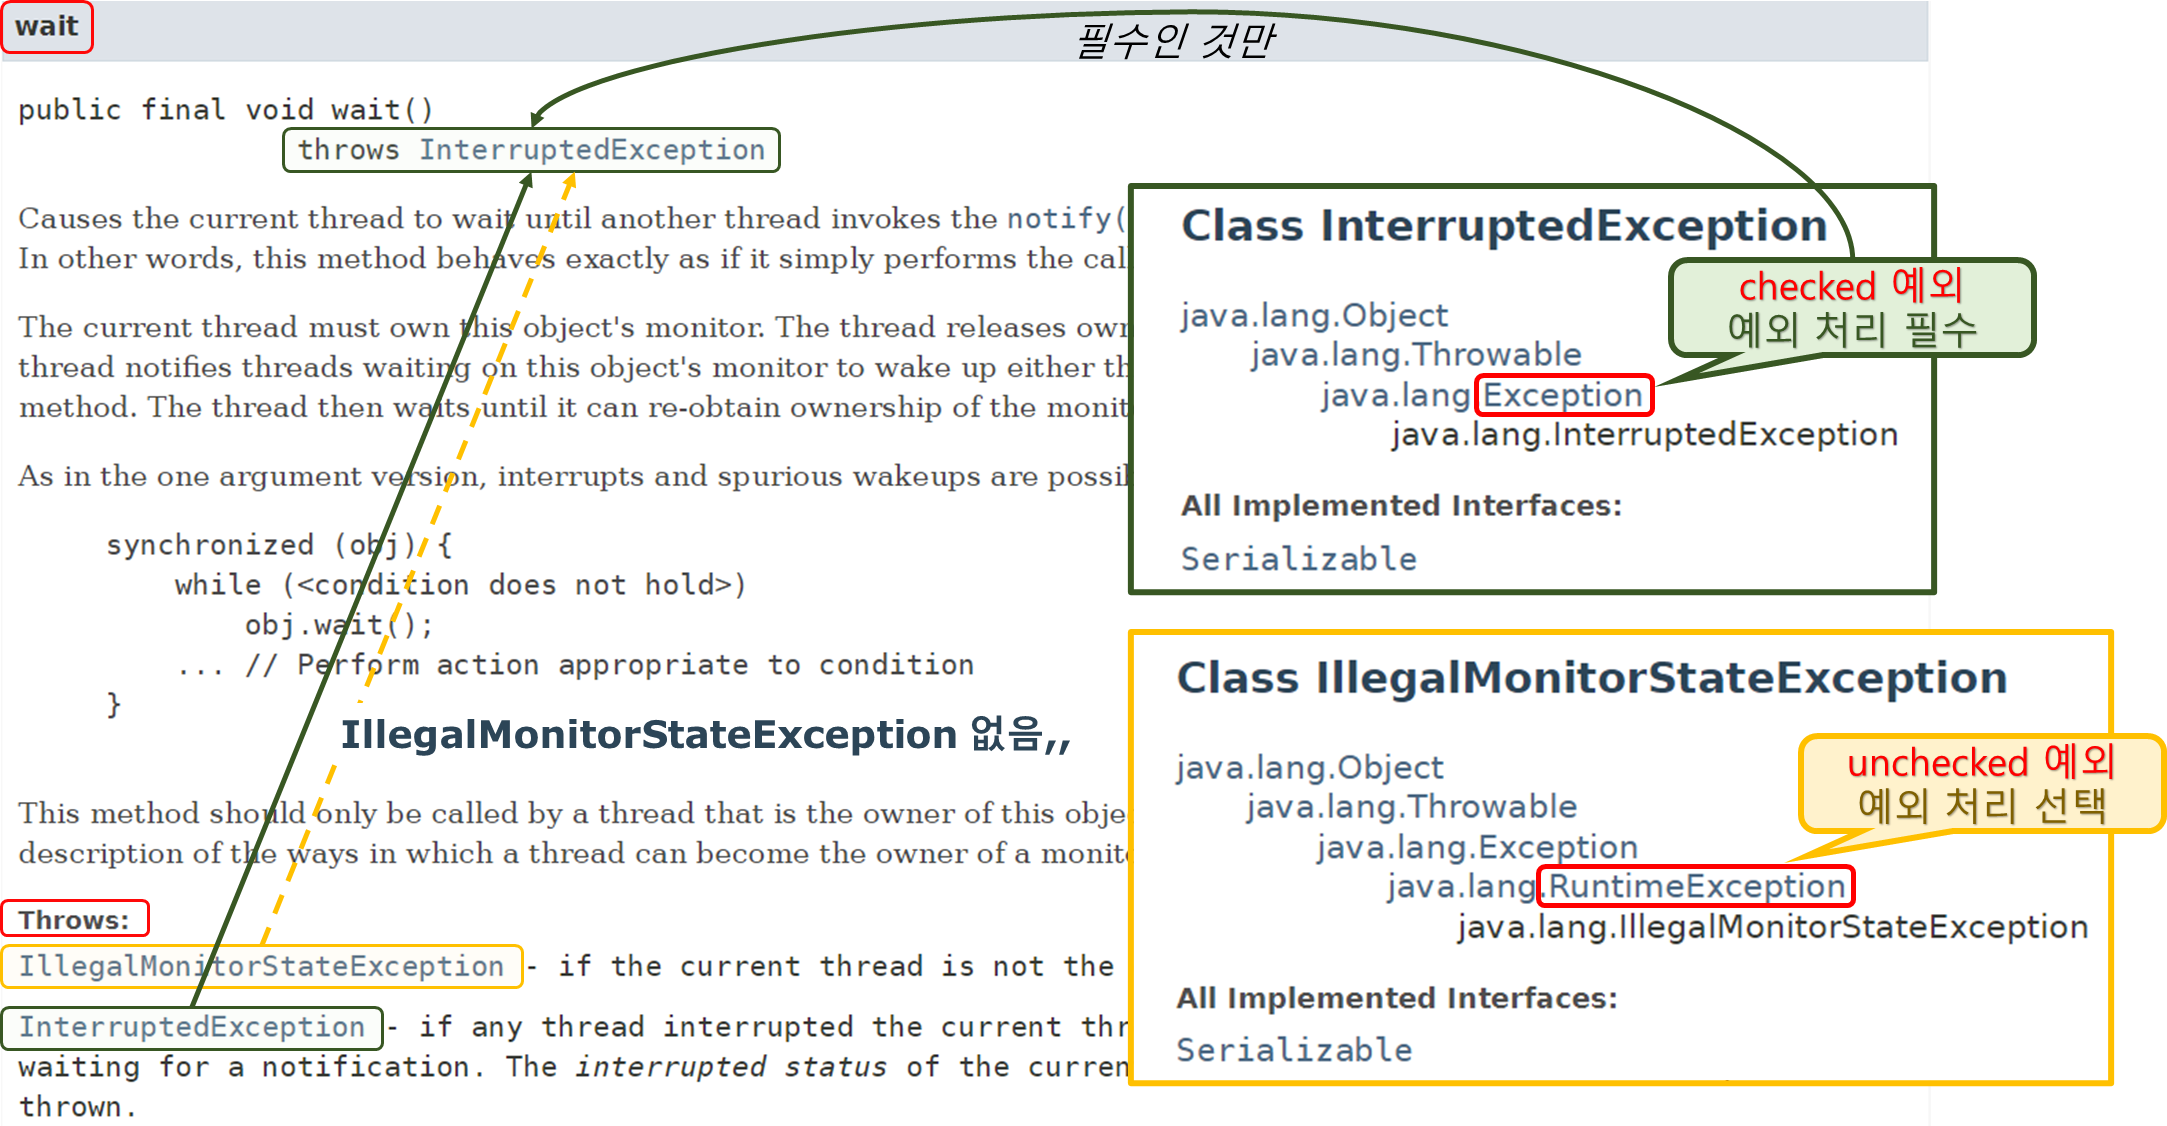 wait
필수인 것만
public final void wait()
throws InterruptedException
Causes the current thread to wait until another thread invokes the notify(
In other words, this method behaves exactly as if it simply performs the cal
The current thread must own this object's monitor. The thread releases own
thread notifies threads waiting on this object's monitor to wake up either th
method. The thread then waits until it can re-obtain ownership of the monit
As in the one argument version, interrupts and spurious wakeups are possib
synchronized (obj) {
while (<condition does not hold>)
obj.wait();
... // Perform action appropriate to condition
}
IllegalMonitorStateException 없음,,
This method should only be called by a thread that is the owner of this obje
description of the ways in which a thread can become the owner of a monit
Throws:
IllegalMonitorStateException - if the current thread is not the
InterruptedException - if any thread interrupted the current thr
waiting for a notification. The interrupted status of the curren
thrown.
Class InterruptedException
checked 예외
예외 처리 필수
java.lang.Object
java.lang.Throwable
java.lang.Exception
java.lang.InterruptedException
All Implemented Interfaces:
Serializable
Class IllegalMonitorStateException
unchecked 예외
예외 처리 선택
java.lang.Object
java.lang.Throwable
java.lang.Exception
java.lang.RuntimeException
java.lang.IllegalMonitorStateException
All Implemented Interfaces:
Serializable